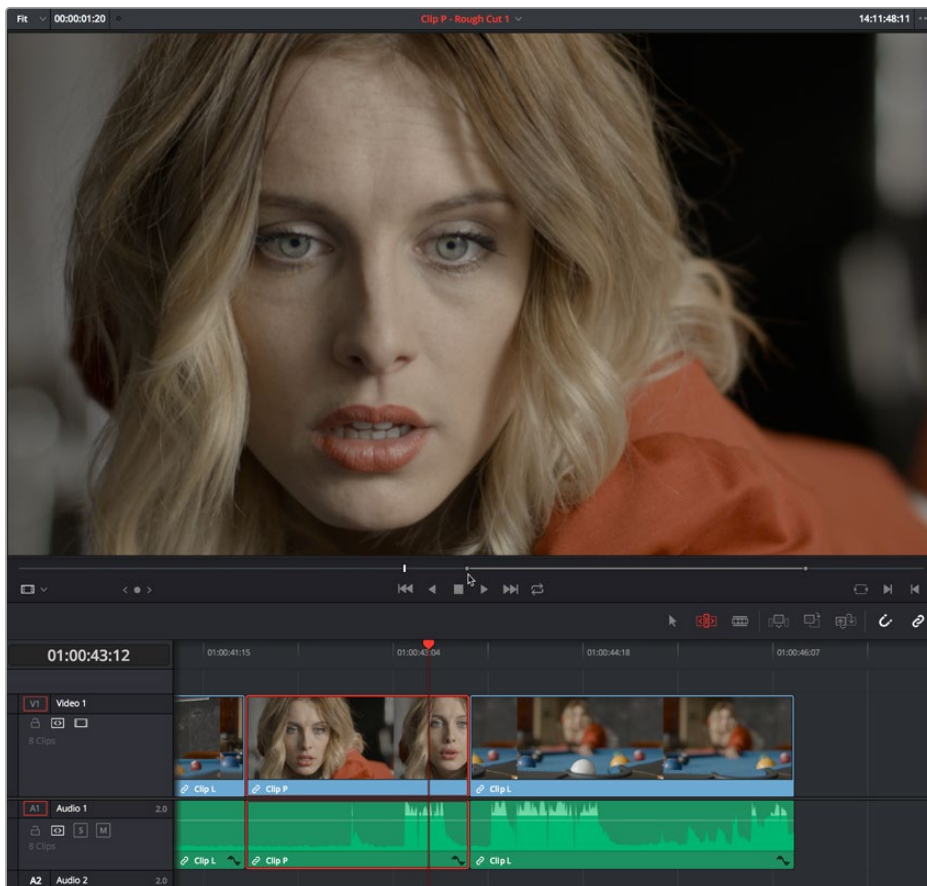 Fit 00:00:01:20 Clip P - Rough Cut 1 14:11:48:11
01:00:43:12 01:00:41:15 01:00:43:04 01:00:44:18 01:00:46:07
V1 Video 1
8 Clips
Clip L Clip P Clip L
A1 Audio 1 2.0
S M
8 Clips
Clip L Clip P Clip L
A2 Audio 2 2.0